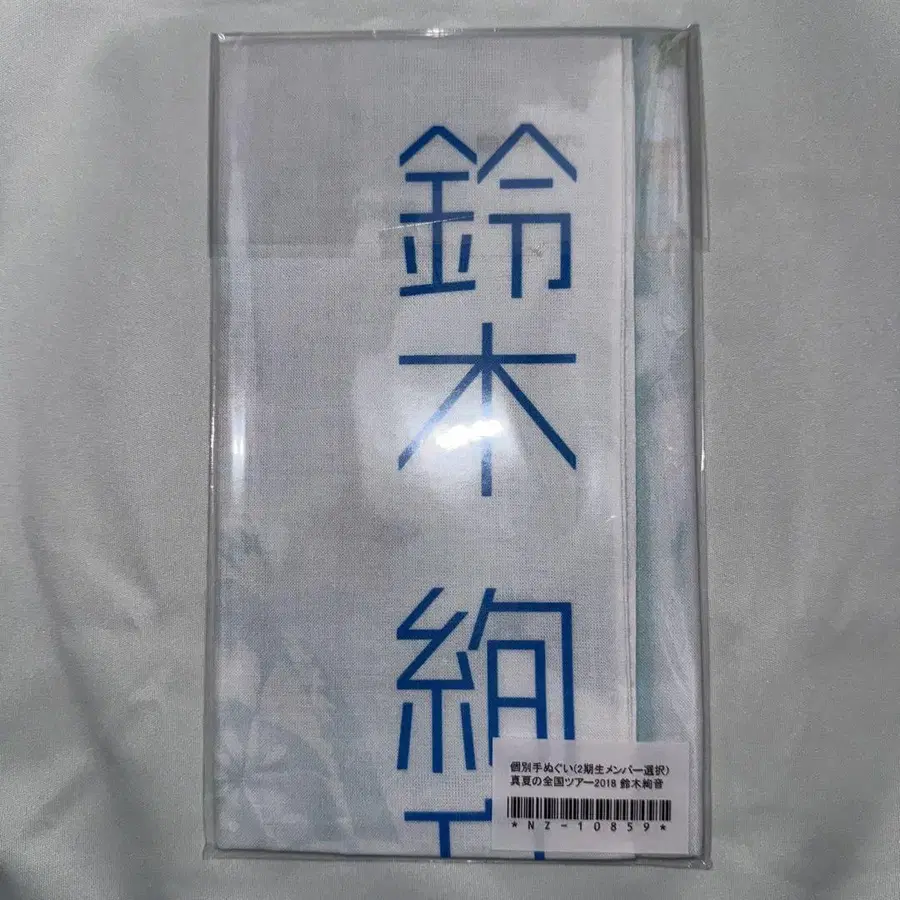 鈴木絢
個別手ぬぐい(2期生メンバー選択)
真夏の全国ツアー2018 鈴木絢音
*NZ-10859*